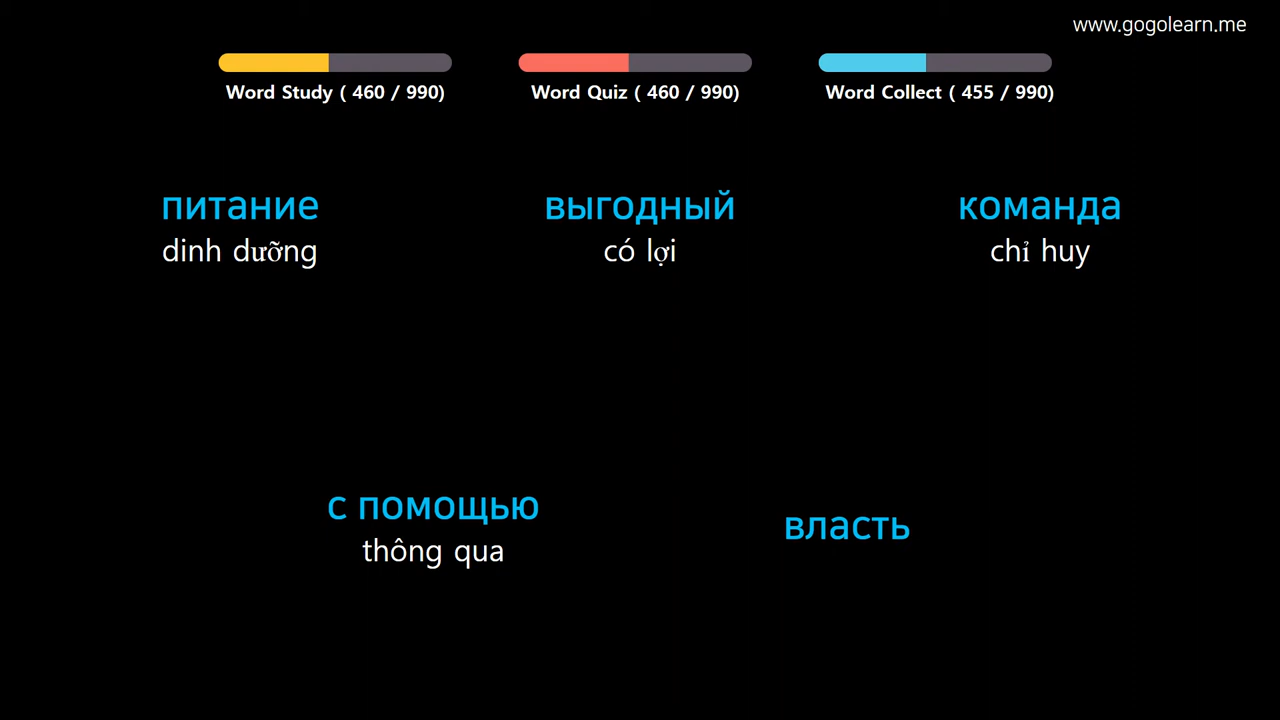 www.gogolearn.me
Word Study ( 460 / 990)
Word Quiz ( 460 / 990)
Word Collect ( 455 / 990)
питание
dinh dưỡng
выгодный
có lợi
команда
chỉ huy
с помощью
thông qua
власть